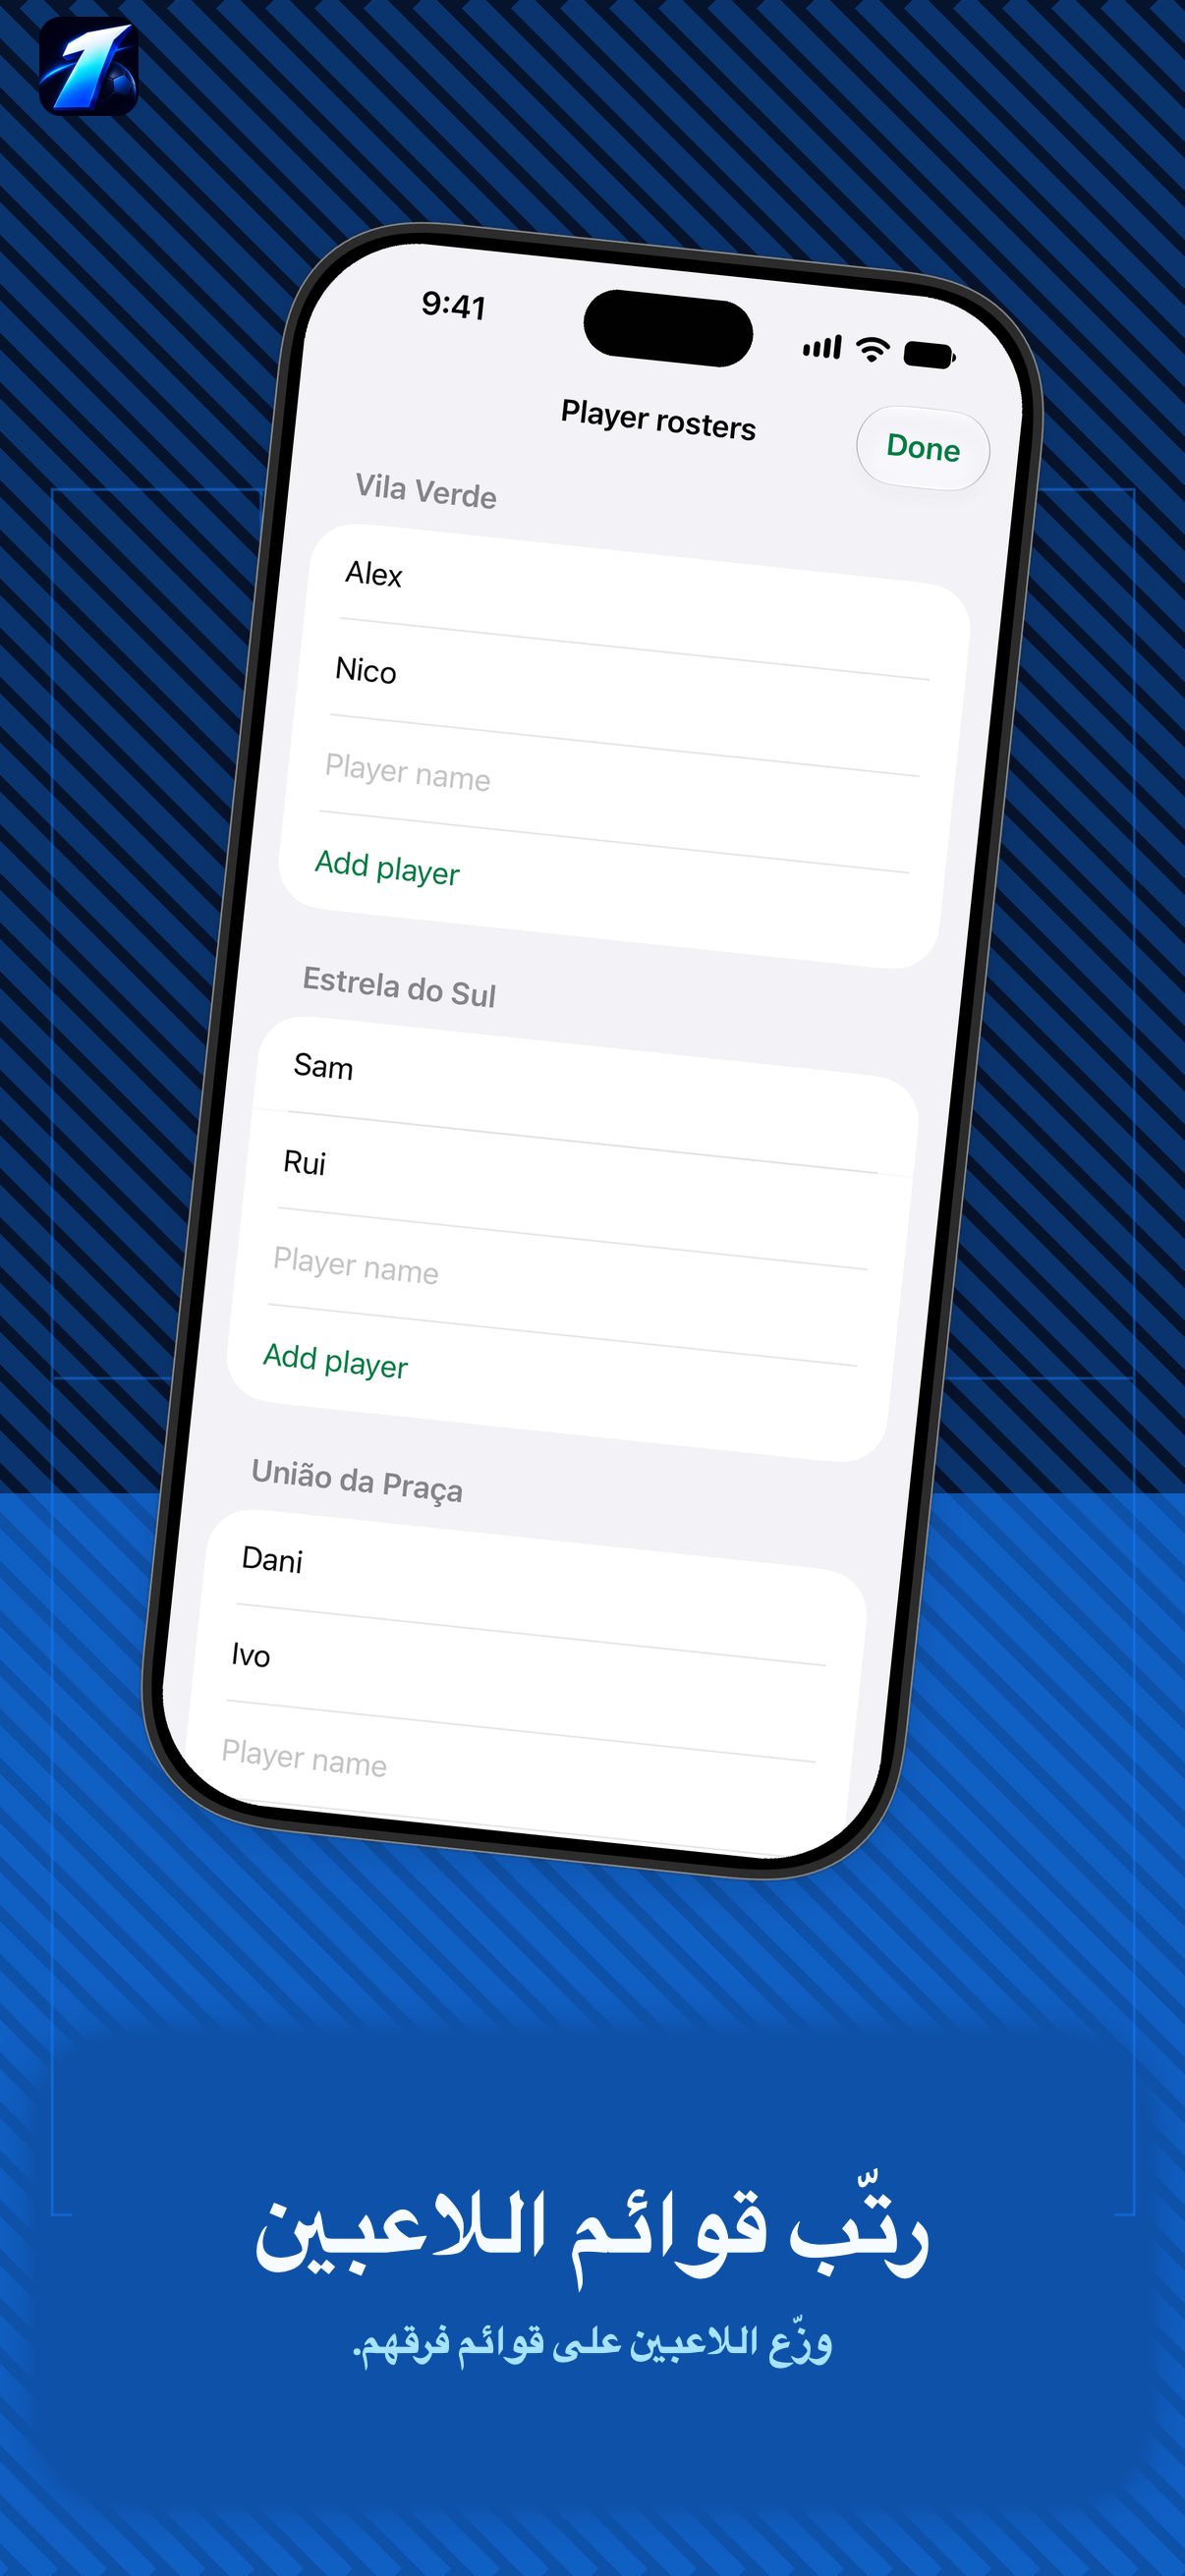 1
9:41
Player rosters
Done
Vila Verde
Alex
Nico
Player name
Add player
Estrela do Sul
Sam
Rui
Player name
Add player
União da Praça
Dani
Ivo
Player name
رتّب قوائم اللاعبين
وزّع اللاعبين على قوائم فرقهم.